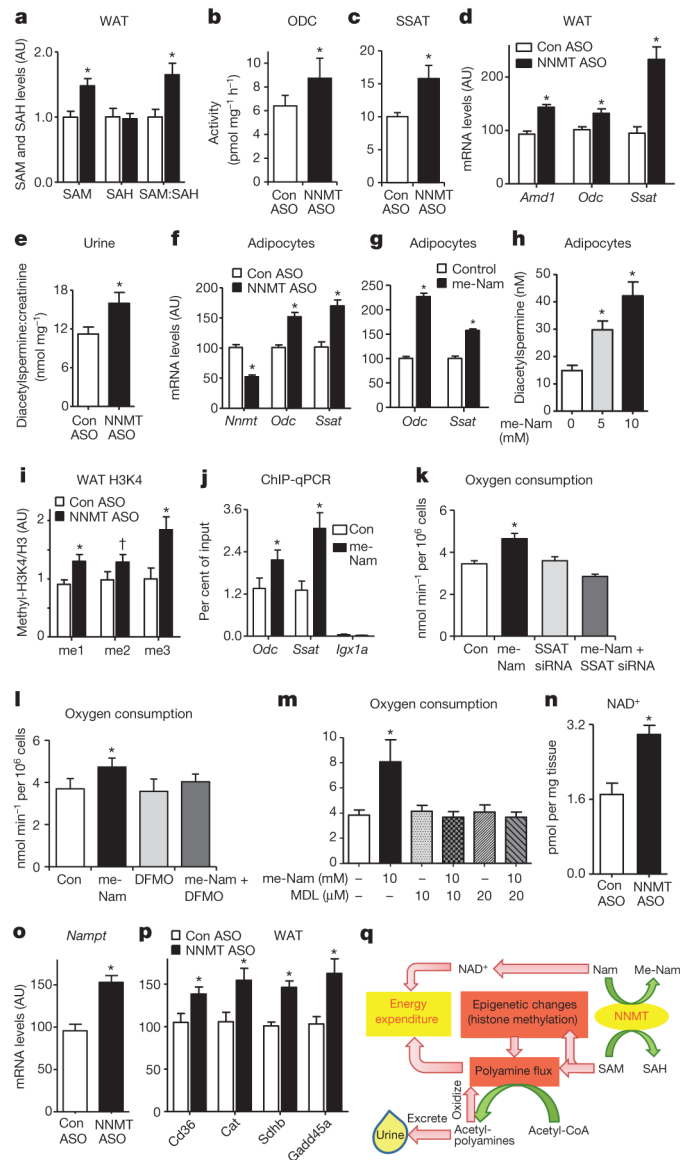 a
WAT
SAM and SAH levels (AU)
2.0
1.0
0.0
*
*
SAM
SAH
SAM:SAH
b
ODC
Activity
(pmol mg⁻¹ h⁻¹)
12
10
8
6
4
2
0
*
Con
ASO
NNMT
ASO
c
SSAT
20
15
10
5
0
*
Con
ASO
NNMT
ASO
d
WAT
Con ASO
NNMT ASO
mRNA levels (AU)
200
100
0
*
*
*
Amd1
Odc
Ssat
e
Urine
Diacetylspermine:creatinine
(nmol mg⁻¹)
18
12
6
0
*
Con
ASO
NNMT
ASO
f
Adipocytes
Con ASO
NNMT ASO
mRNA levels (AU)
200
150
100
50
0
*
*
*
Nnmt
Odc
Ssat
g
Adipocytes
Control
me-Nam
250
200
150
100
50
0
*
*
Odc
Ssat
h
Adipocytes
Diacetylspermine (nM)
50
40
30
20
10
0
*
*
me-Nam
(mM)
0
5
10
i
WAT H3K4
Con ASO
NNMT ASO
Methyl-H3K4/H3 (AU)
2
1
0
*
†
*
me1
me2
me3
j
ChIP-qPCR
Con
me-
Nam
Per cent of input
3.6
2.4
1.2
0.0
*
*
Odc
Ssat
Igx1a
k
Oxygen consumption
nmol min⁻¹ per 10⁶ cells
6
4
2
0
*
Con
me-
Nam
SSAT
siRNA
me-Nam +
SSAT siRNA
l
Oxygen consumption
nmol min⁻¹ per 10⁶ cells
6
4
2
0
*
Con
me-
Nam
DFMO
me-Nam +
DFMO
m
Oxygen consumption
8
6
4
2
0
*
me-Nam (mM)
– 10 – 10 – 10
MDL (μM)
– – 10 10 20 20
n
NAD⁺
pmol per mg tissue
3.2
1.6
0
*
Con
ASO
NNMT
ASO
o
Nampt
mRNA levels (AU)
150
100
50
0
*
Con
ASO
NNMT
ASO
p
Con ASO
NNMT ASO
WAT
150
100
50
0
*
*
*
*
Cd36
Cat
Sdhb
Gadd45a
q
NAD⁺
Nam
Me-Nam
Energy
expenditure
Epigenetic changes
(histone methylation)
NNMT
Polyamine flux
SAM
SAH
Oxidize
Urine
Excrete
Acetyl-
polyamines
Acetyl-CoA